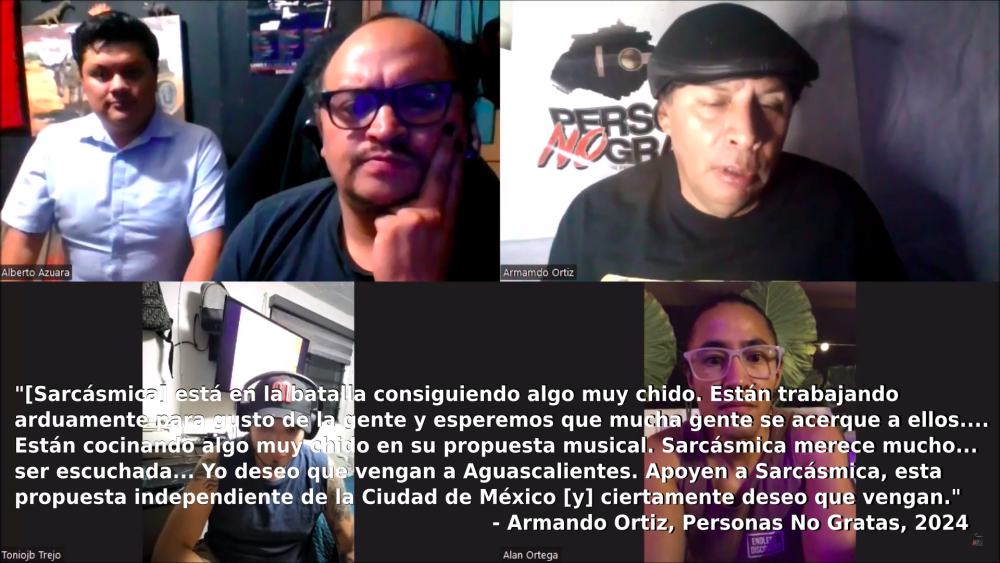 PERSO
NO GRA
Alberto Azuara
Armamdo Ortiz
"[Sarcásmica] está en la batalla consiguiendo algo muy chido. Están trabajando
arduamente para gusto de la gente y esperemos que mucha gente se acerque a ellos....
Están cocinando algo muy chido en su propuesta musical. Sarcásmica merece mucho...
ser escuchada... Yo deseo que vengan a Aguascalientes. Apoyen a Sarcásmica, esta
propuesta independiente de la Ciudad de México [y] ciertamente deseo que vengan."
- Armando Ortiz, Personas No Gratas, 2024
ENDLE
DISCO
Toniojb Trejo
Alan Ortega